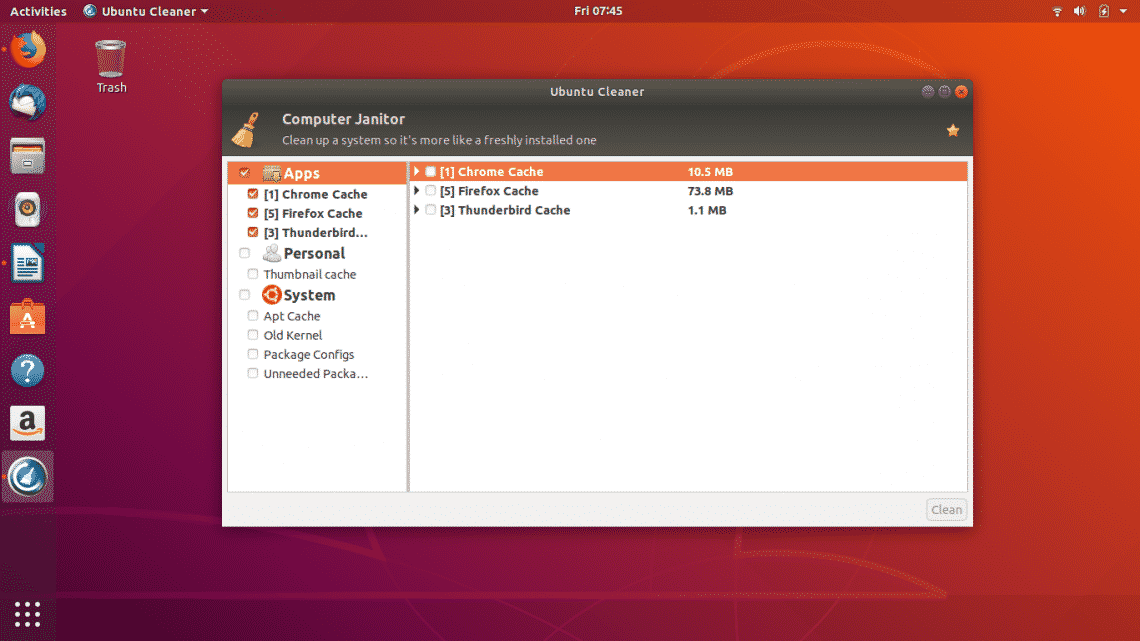 Activities Ubuntu Cleaner Fri 07:45
Trash
Ubuntu Cleaner
Computer Janitor
Clean up a system so it's more like a freshly installed one
Apps
[1] Chrome Cache
[5] Firefox Cache
[3] Thunderbird...
Personal
Thumbnail cache
System
Apt Cache
Old Kernel
Package Configs
Unneeded Packa...
[1] Chrome Cache 10.5 MB
[5] Firefox Cache 73.8 MB
[3] Thunderbird Cache 1.1 MB
Clean